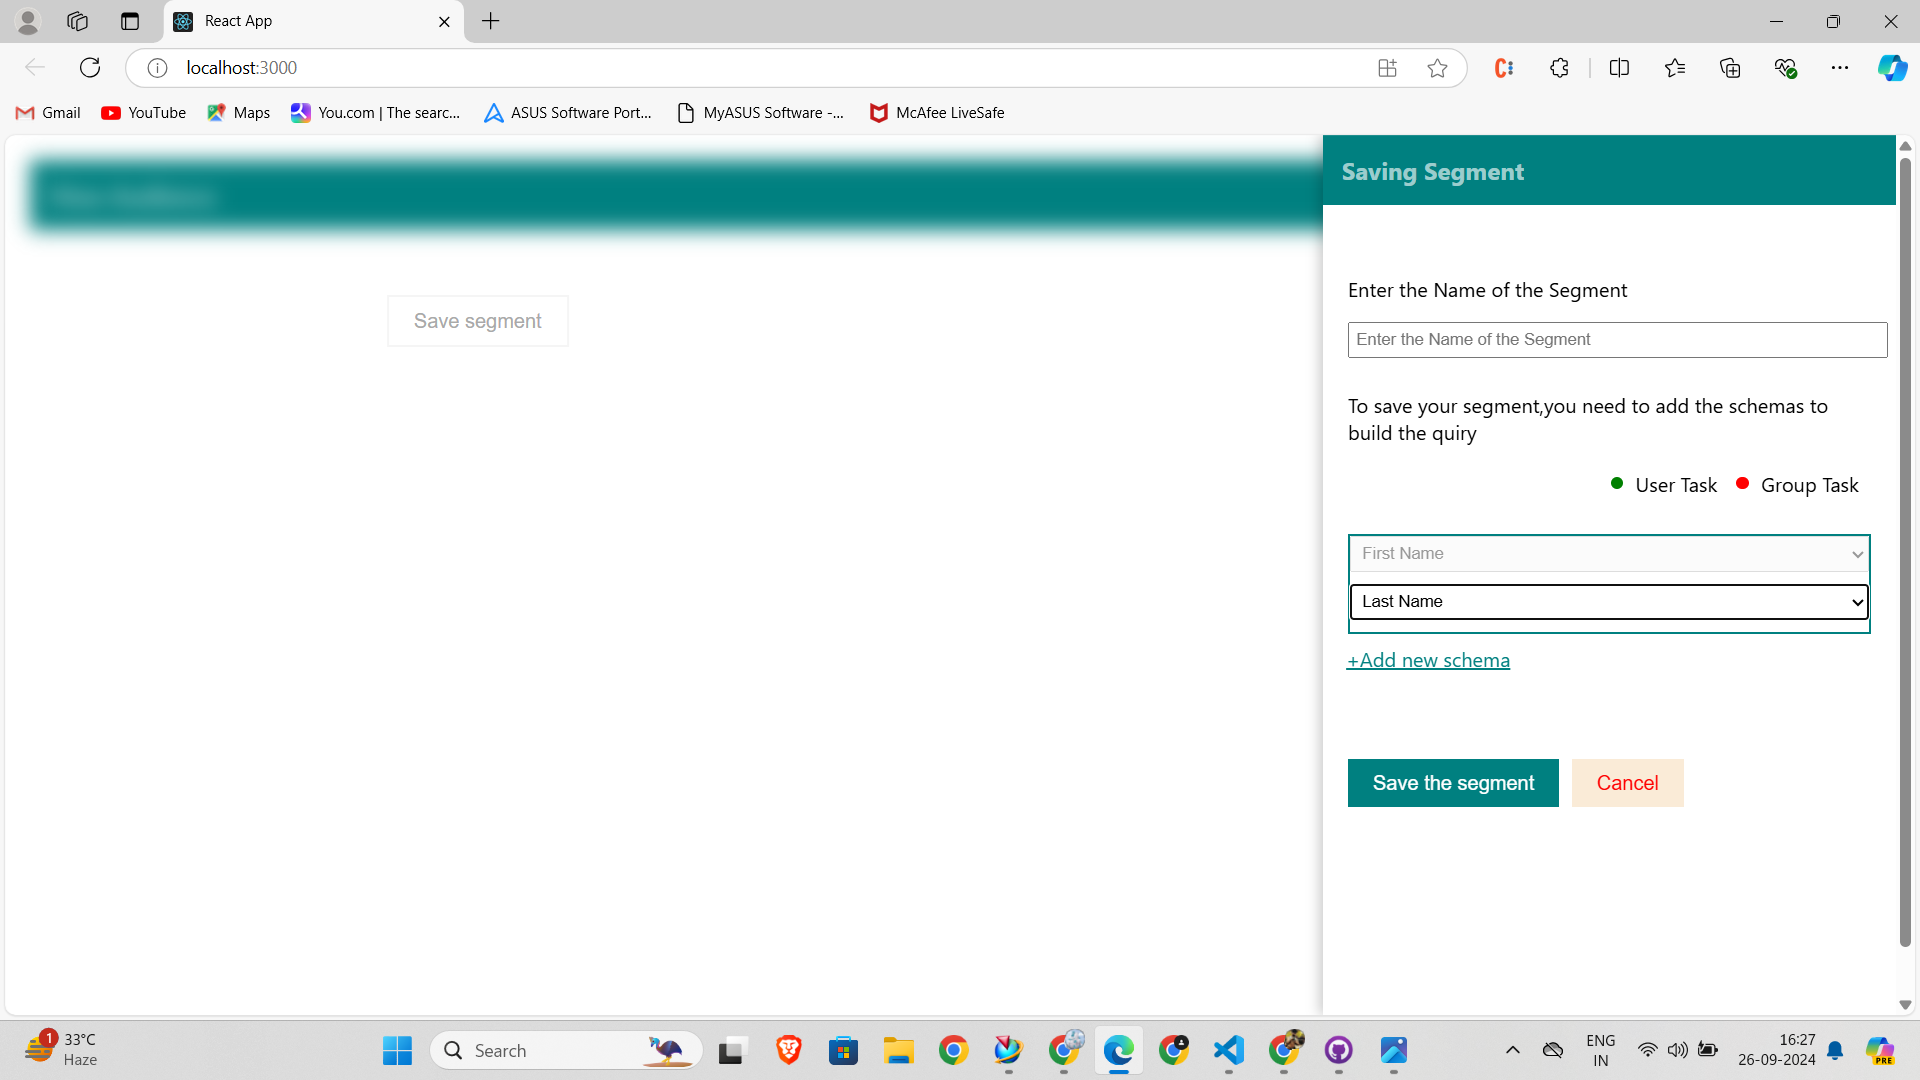 React App
localhost:3000
Gmail
YouTube
Maps
You.com | The searc...
ASUS Software Port...
MyASUS Software -...
McAfee LiveSafe
Saving Segment
Save segment
Enter the Name of the Segment
Enter the Name of the Segment
To save your segment,you need to add the schemas to
build the quiry
User Task
Group Task
First Name
Last Name
+Add new schema
Save the segment
Cancel
1
33°C
Haze
Search
ENG
IN
16:27
26-09-2024
PRE